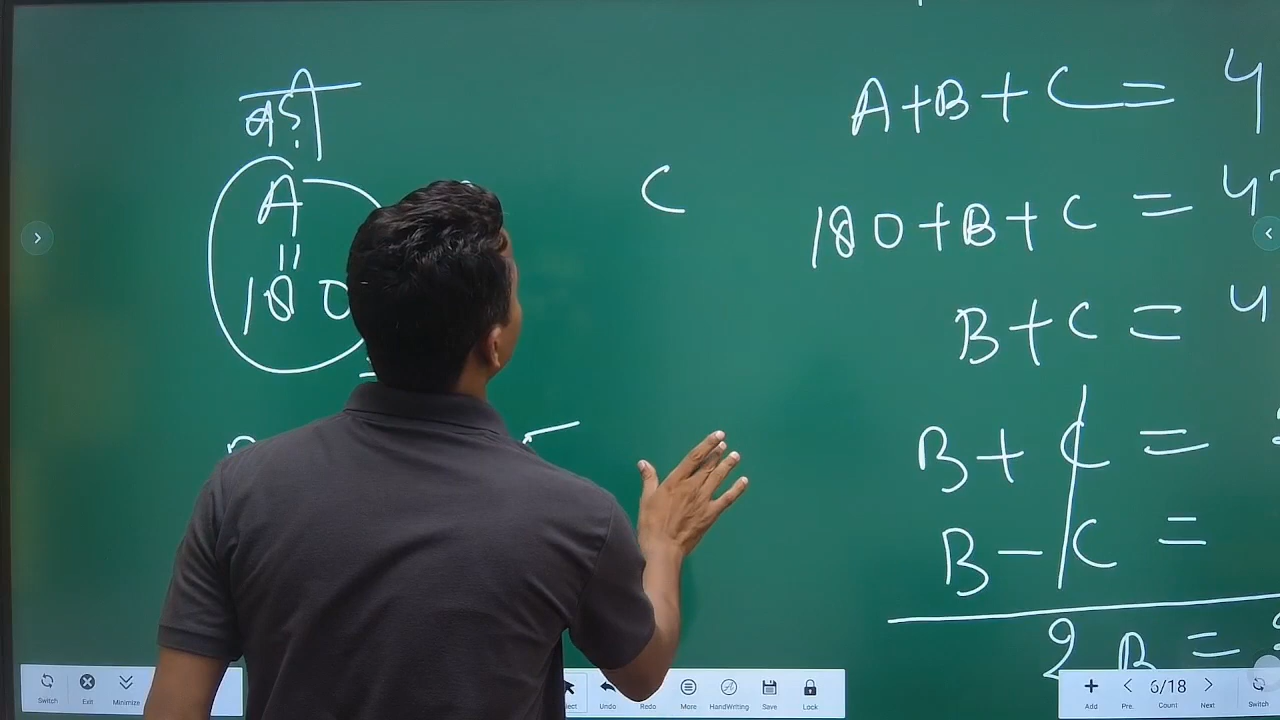 बड़ा
A
C
A+B+C = 4
180+B+C = 4
11
180
B+C = 4
B+C =
B-C =
2B =
Switch Exit Minimize Undo Redo More HandWriting Save Lock Add Pre. 6/18 Count Next Switch